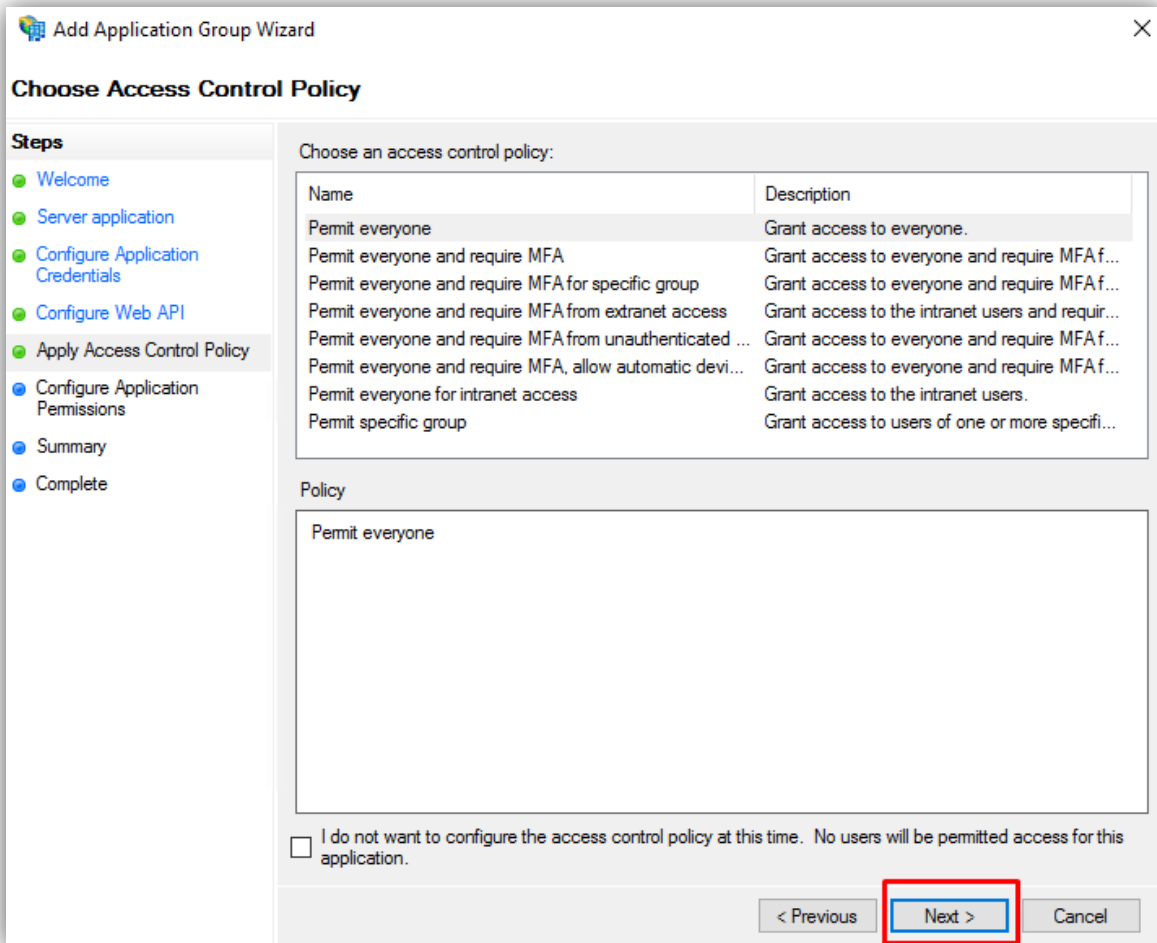 Add Application Group Wizard
Choose Access Control Policy
Steps
Welcome
Server application
Configure Application
Credentials
Configure Web API
Apply Access Control Policy
Configure Application
Permissions
Summary
Complete
Choose an access control policy:
Name Description
Permit everyone Grant access to everyone.
Permit everyone and require MFA Grant access to everyone and require MFA f...
Permit everyone and require MFA for specific group Grant access to everyone and require MFA f...
Permit everyone and require MFA from extranet access Grant access to the intranet users and requir...
Permit everyone and require MFA from unauthenticated ... Grant access to everyone and require MFA f...
Permit everyone and require MFA, allow automatic devi... Grant access to everyone and require MFA f...
Permit everyone for intranet access Grant access to the intranet users.
Permit specific group Grant access to users of one or more specifi...
Policy
Permit everyone
I do not want to configure the access control policy at this time. No users will be permitted access for this
application.
< Previous Next > Cancel